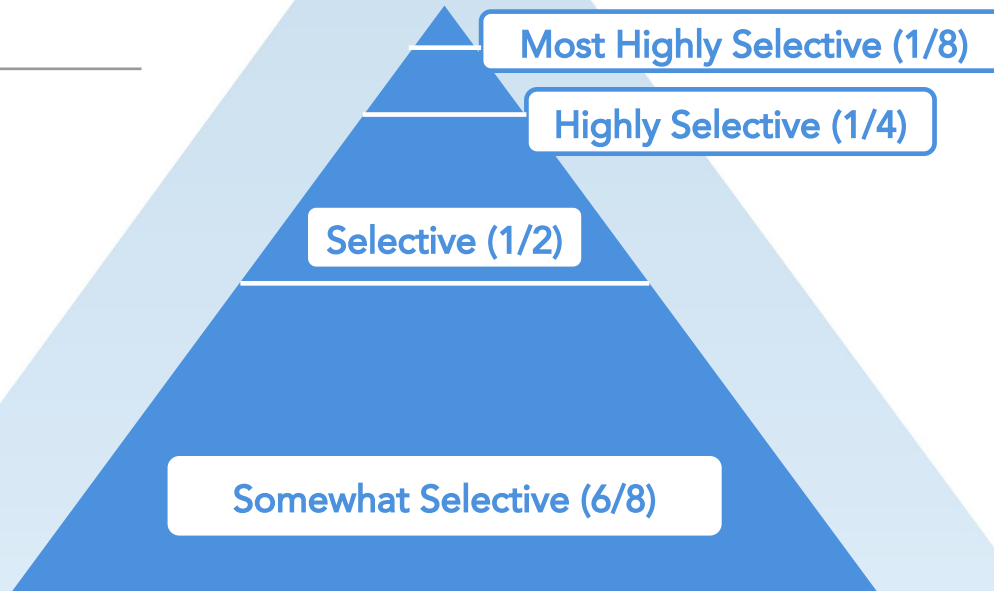 Most Highly Selective (1/8)
Highly Selective (1/4)
Selective (1/2)
Somewhat Selective (6/8)